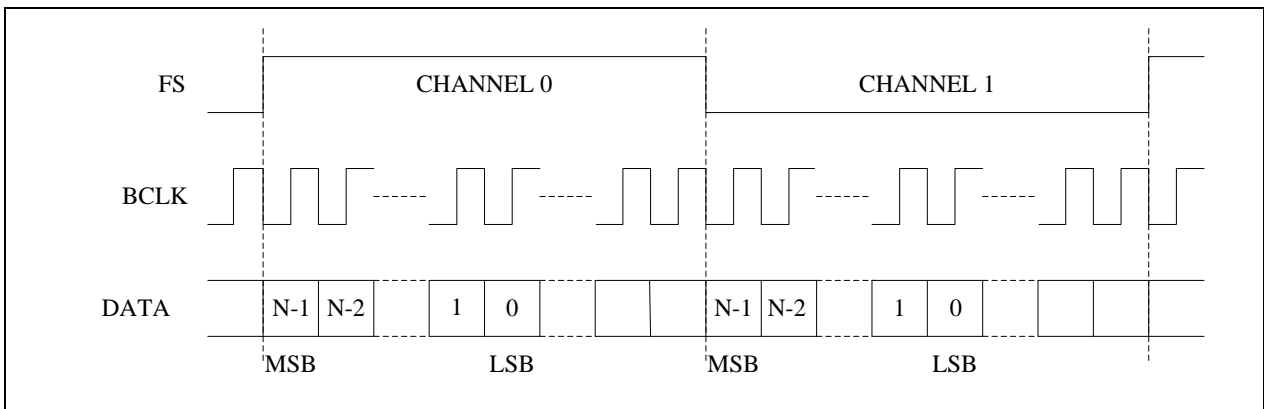 FS
CHANNEL 0
CHANNEL 1
BCLK
DATA
N-1 N-2 1 0 N-1 N-2 1 0
MSB LSB MSB LSB